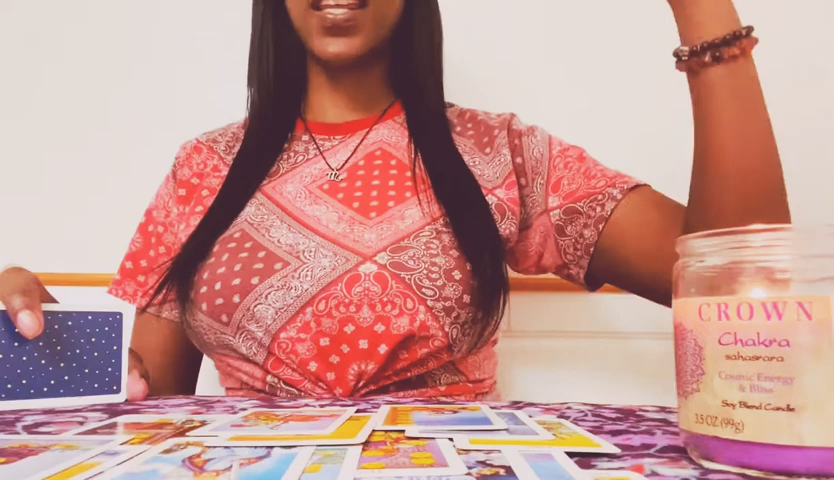 CROWN
Chakra
sahasrara
Cosmic Energy
& Bliss
Soy Blend Candle
3.5 OZ (99g)